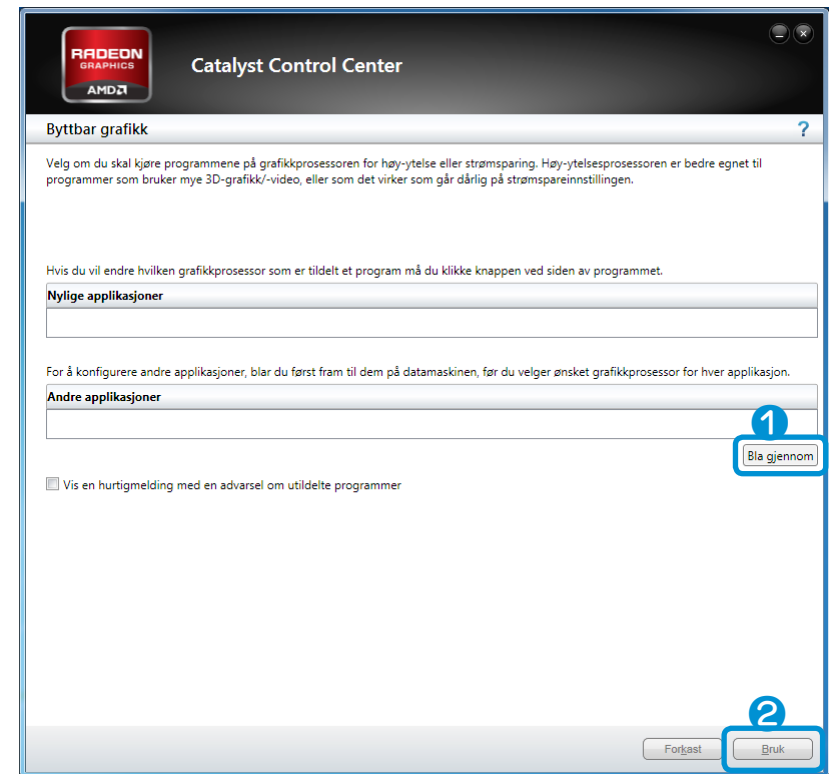 RADEON
GRAPHICS
AMD
Catalyst Control Center
Byttbar grafikk
?
Velg om du skal kjøre programmene på grafikkprosessoren for høy-ytelse eller strømsparing. Høy-ytelsesprosessoren er bedre egnet til
programmer som bruker mye 3D-grafikk/-video, eller som det virker som går dårlig på strømspareinnstillingen.
Hvis du vil endre hvilken grafikkprosessor som er tildelt et program må du klikke knappen ved siden av programmet.
Nylige applikasjoner
For å konfigurere andre applikasjoner, blar du først fram til dem på datamaskinen, før du velger ønsket grafikkprosessor for hver applikasjon.
Andre applikasjoner
1
Bla gjennom
Vis en hurtigmelding med en advarsel om utildelte programmer
2
Forkast
Bruk